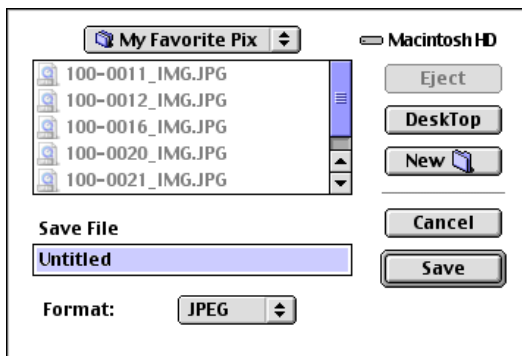 My Favorite Pix
Macintosh HD
100-0011_IMG.JPG
100-0012_IMG.JPG
100-0016_IMG.JPG
100-0020_IMG.JPG
100-0021_IMG.JPG
Eject
DeskTop
New
Save File
Untitled
Cancel
Save
Format:
JPEG